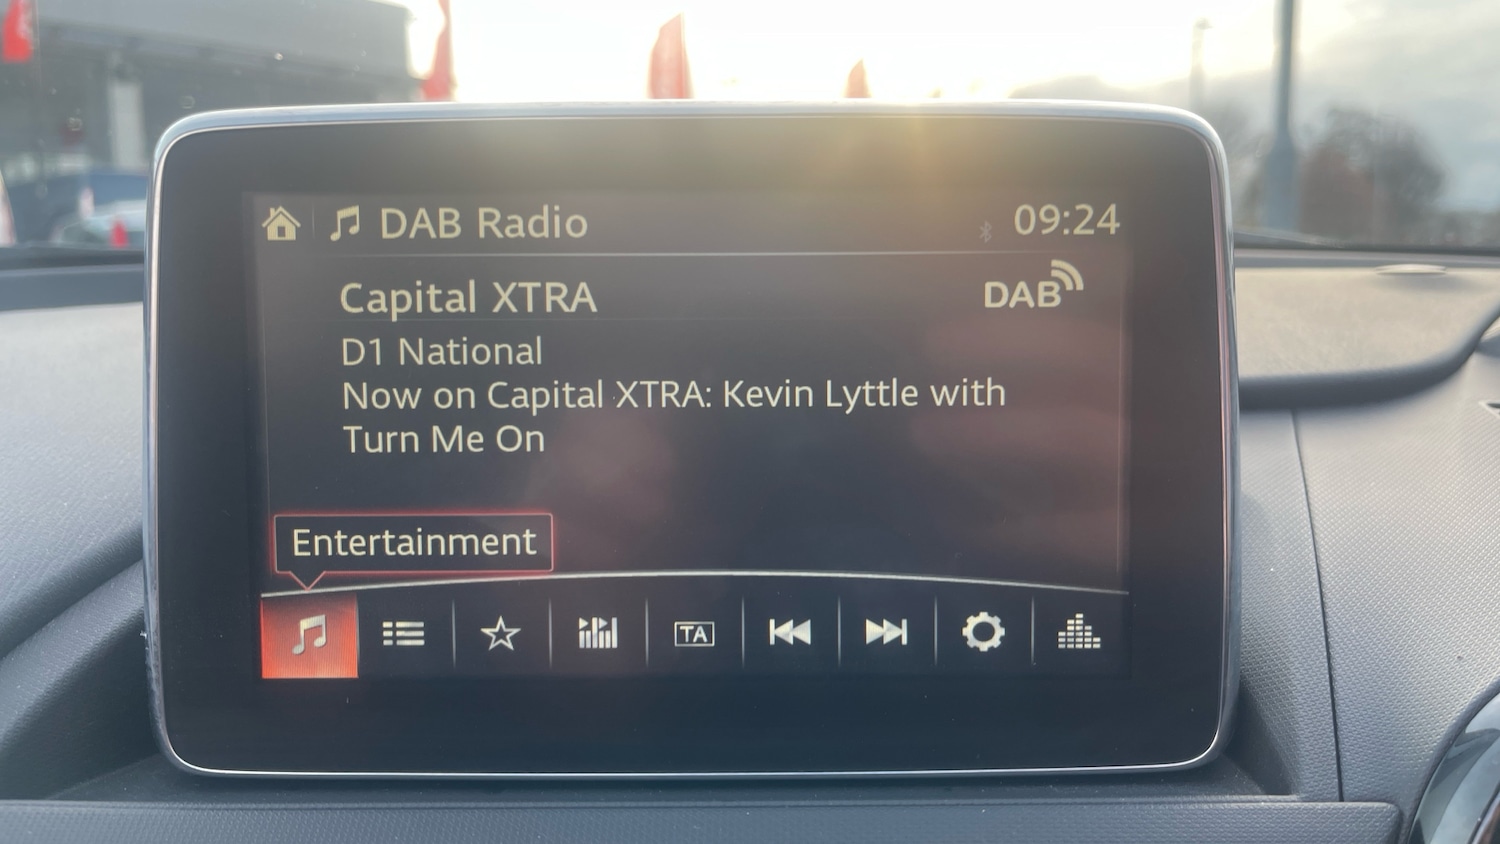 DAB Radio 09:24
Capital XTRA DAB
D1 National
Now on Capital XTRA: Kevin Lyttle with
Turn Me On
Entertainment
TA